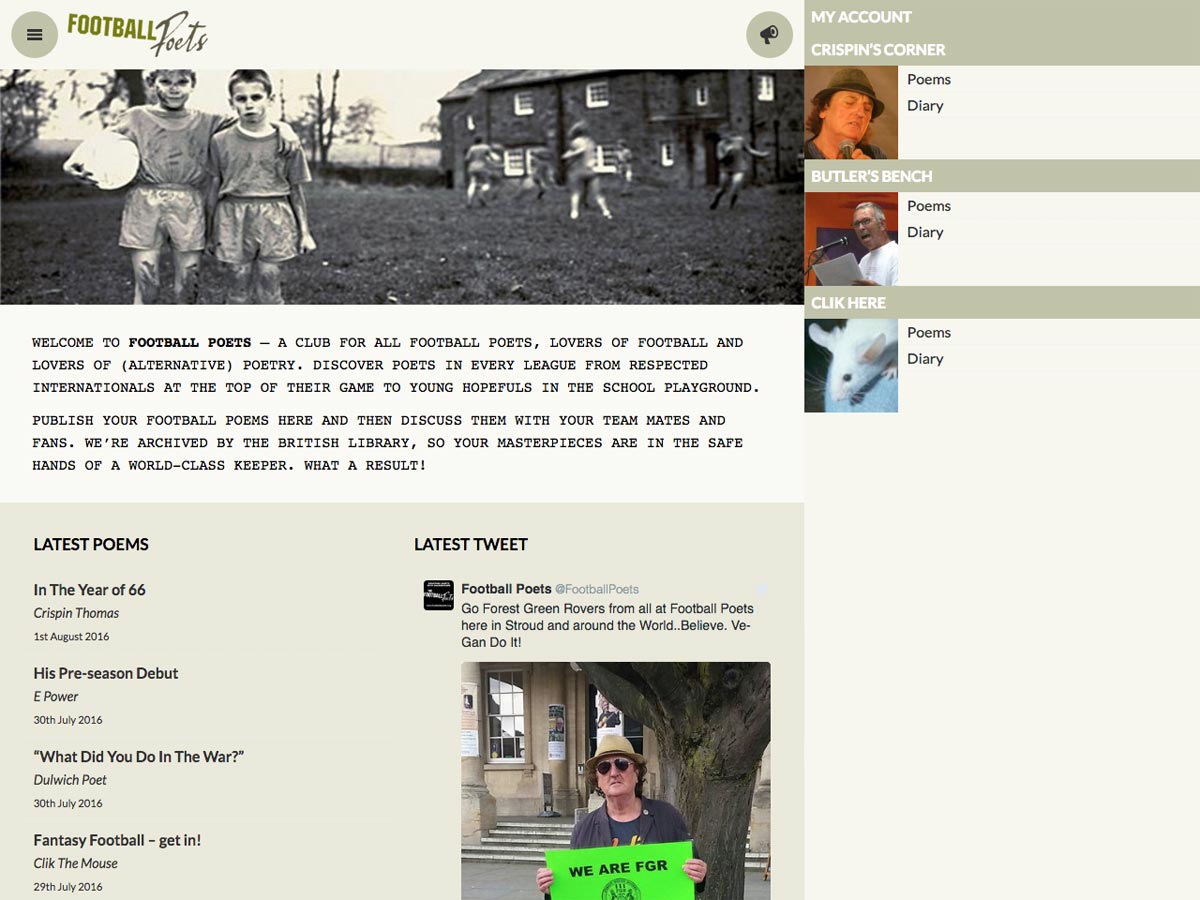 FOOTBALL
Poets
MY ACCOUNT
CRISPIN'S CORNER
Poems
Diary
BUTLER'S BENCH
Poems
Diary
CLIK HERE
Poems
Diary
WELCOME TO FOOTBALL POETS – A CLUB FOR ALL FOOTBALL POETS, LOVERS OF FOOTBALL AND
LOVERS OF (ALTERNATIVE) POETRY. DISCOVER POETS IN EVERY LEAGUE FROM RESPECTED
INTERNATIONALS AT THE TOP OF THEIR GAME TO YOUNG HOPEFULS IN THE SCHOOL PLAYGROUND.
PUBLISH YOUR FOOTBALL POEMS HERE AND THEN DISCUSS THEM WITH YOUR TEAM MATES AND
FANS. WE’RE ARCHIVED BY THE BRITISH LIBRARY, SO YOUR MASTERPIECES ARE IN THE SAFE
HANDS OF A WORLD-CLASS KEEPER. WHAT A RESULT!
LATEST POEMS
In The Year of 66
Crispin Thomas
1st August 2016
His Pre-season Debut
E Power
30th July 2016
“What Did You Do In The War?”
Dulwich Poet
30th July 2016
Fantasy Football – get in!
Clik The Mouse
29th July 2016
LATEST TWEET
Football Poets @FootballPoets
Go Forest Green Rovers from all at Football Poets
here in Stroud and around the World..Believe. Ve-
Gan Do It!
WE ARE FGR